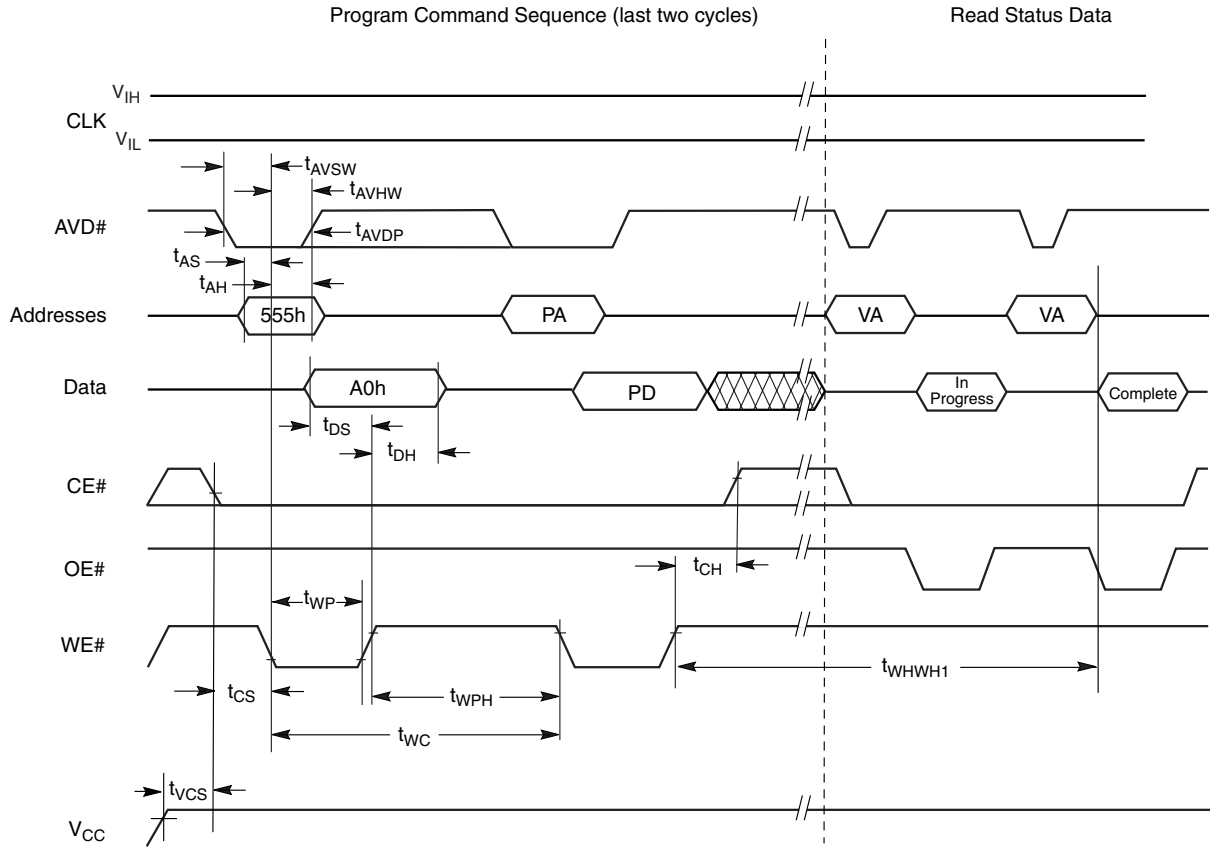 Program Command Sequence (last two cycles) Read Status Data
VIH
CLK
VIL
tAVSW
tAVHW
AVD#
tAVDP
tAS
tAH
Addresses 555h PA VA VA
Data A0h PD In Progress Complete
tDS
tDH
CE#
OE#
tCH
tWP
WE#
tWHWH1
tCS
tWPH
tWC
tVCS
VCC